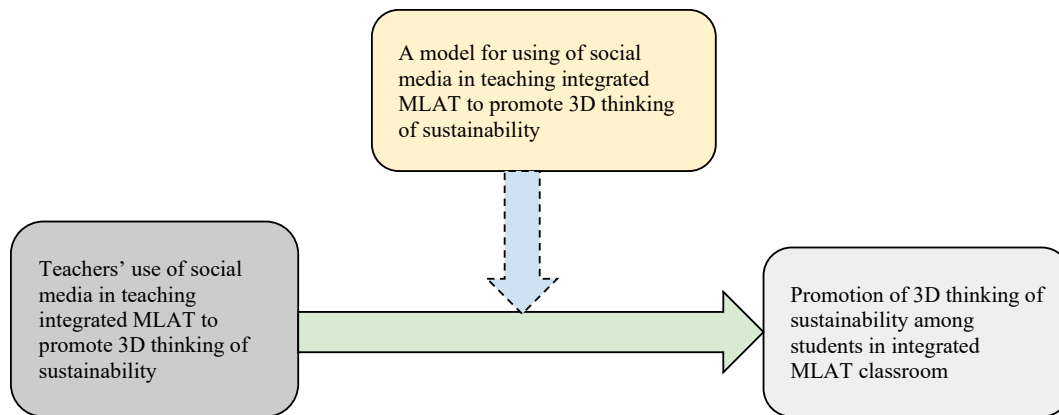 A model for using of social
media in teaching integrated
MLAT to promote 3D thinking
of sustainability
Teachers’ use of social
media in teaching
integrated MLAT to
promote 3D thinking of
sustainability
Promotion of 3D thinking of
sustainability among
students in integrated
MLAT classroom